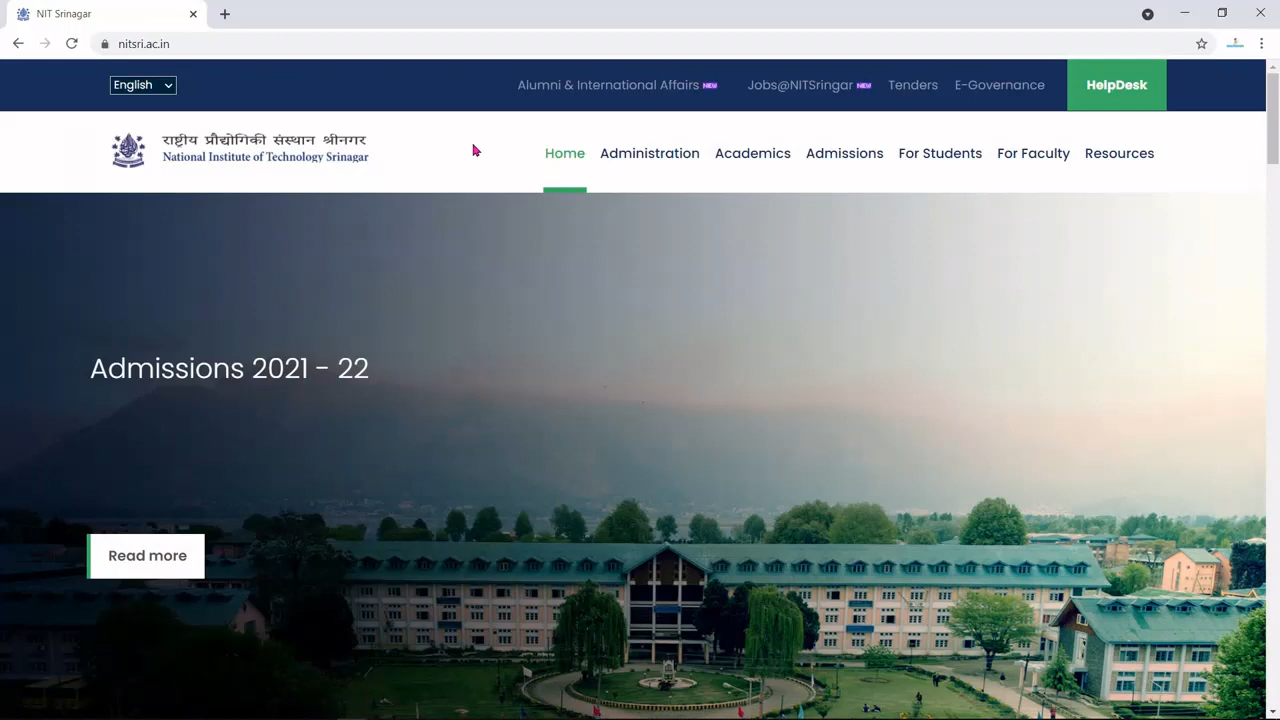 NIT Srinagar
nitsri.ac.in
English
Alumni & International Affairs NEW
Jobs@NITSringar NEW
Tenders
E-Governance
HelpDesk
राष्ट्रीय प्रौद्योगिकी संस्थान श्रीनगर
National Institute of Technology Srinagar
Home
Administration
Academics
Admissions
For Students
For Faculty
Resources
Admissions 2021 - 22
Read more